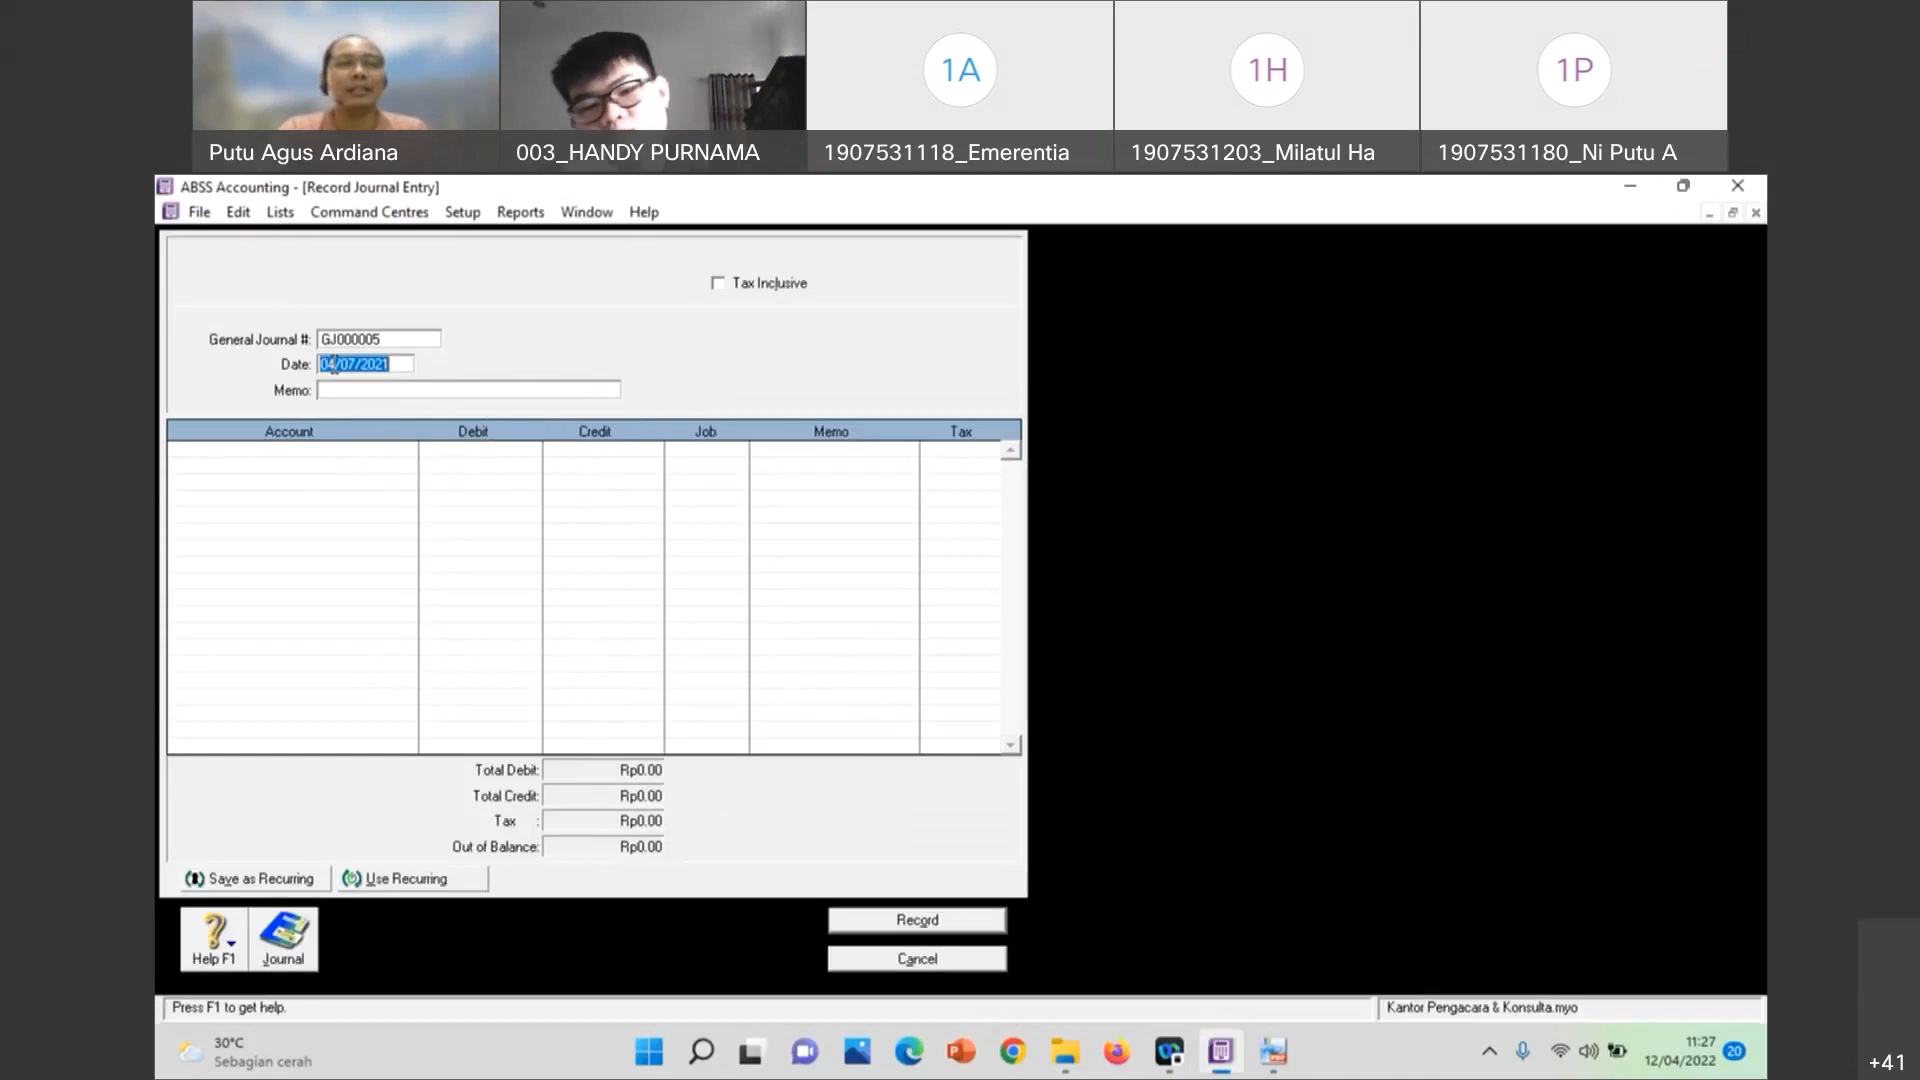 1A
1H
1P
Putu Agus Ardiana
003_HANDY PURNAMA
1907531118_Emerentia
1907531203_Milatul Ha
1907531180_Ni Putu A
ABSS Accounting - [Record Journal Entry]
File Edit Lists Command Centres Setup Reports Window Help
Tax Inclusive
General Journal #: GJ000005
Date: 04/07/2021
Memo:
Account Debit Credit Job Memo Tax
Total Debit: Rp0.00
Total Credit: Rp0.00
Tax : Rp0.00
Out of Balance: Rp0.00
Save as Recurring Use Recurring
Help F1 Journal
Record
Cancel
Press F1 to get help. Kantor Pengacara & Konsulta.myo
30°C
Sebagian cerah
11:27
12/04/2022
20
+41